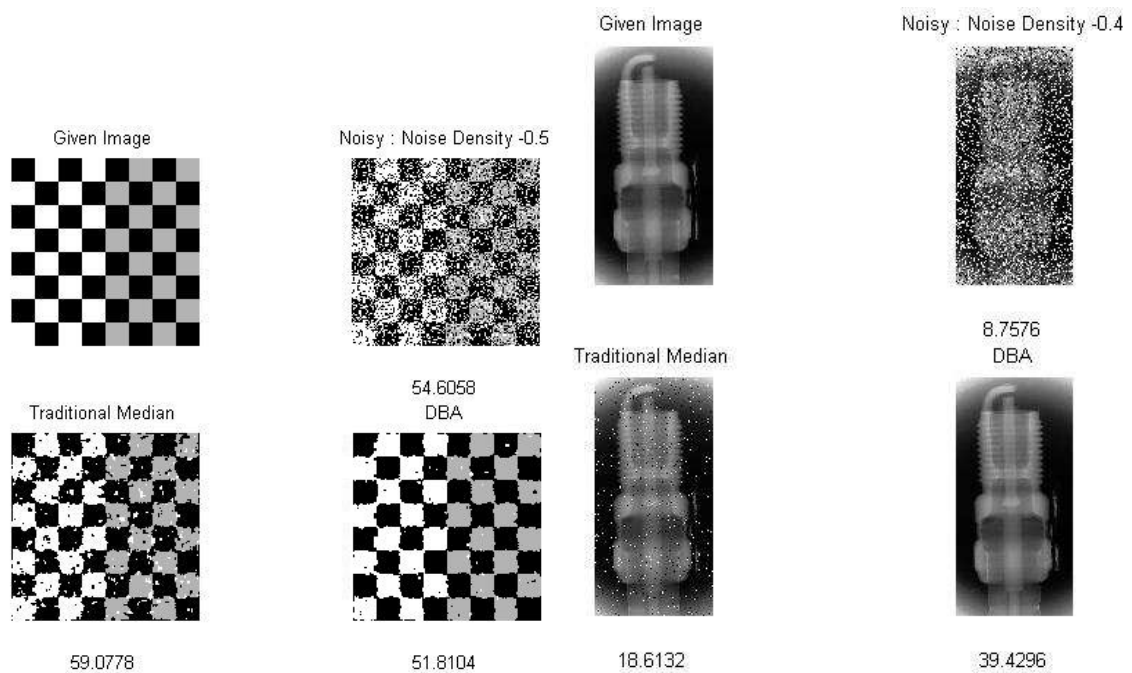 Given Image
Noisy : Noise Density -0.4
Given Image
Noisy : Noise Density -0.5
8.7576
Traditional Median
DBA
54.6058
Traditional Median
DBA
59.0778
51.8104
18.6132
39.4296